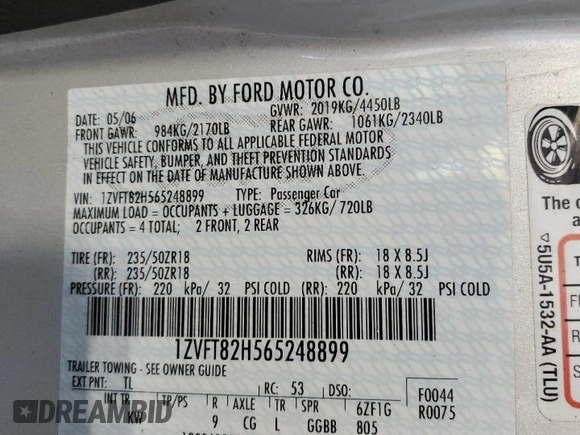 MFD. BY FORD MOTOR CO.
DATE: 05/06 GVWR: 2019KG/4450LB
FRONT GAWR: 984KG/2170LB REAR GAWR: 1061KG/2340LB
THIS VEHICLE CONFORMS TO ALL APPLICABLE FEDERAL MOTOR
VEHICLE SAFETY, BUMPER, AND THEFT PREVENTION STANDARDS
IN EFFECT ON THE DATE OF MANUFACTURE SHOWN ABOVE.
VIN: 1ZVFT82H565248899 TYPE: Passenger Car
MAXIMUM LOAD = OCCUPANTS + LUGGAGE = 326KG/720LB
OCCUPANTS = 4 TOTAL; 2 FRONT, 2 REAR
TIRE (FR): 235/50ZR18 RIMS (FR): 18 X 8.5J
(RR): 235/50ZR18 (RR): 18 X 8.5J
PRESSURE (FR): 220 kPa/ 32 PSI COLD (RR): 220 kPa/ 32 PSI COLD
1ZVFT82H565248899
TRAILER TOWING - SEE OWNER GUIDE
EXT PNT: TL RC: 53 DSO: F0044
INT TR TP/PS R AXLE TR SPR 6ZF1G R0075
KW 9 CG L GGBB 805
The o
a
▽5U5A-1532-AA (TLU)
T
F
R
S
DREAMBID